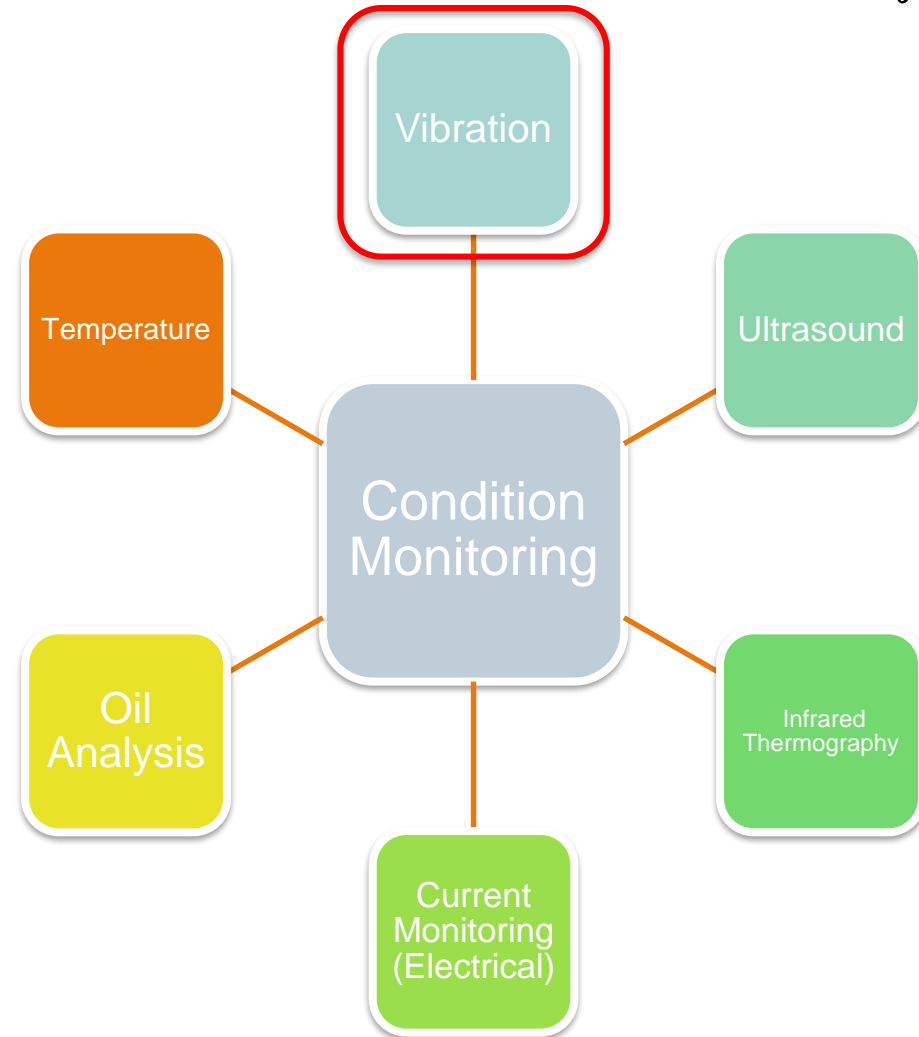 Vibration
Temperature
Ultrasound
Condition
Monitoring
Oil
Analysis
Infrared
Thermography
Current
Monitoring
(Electrical)